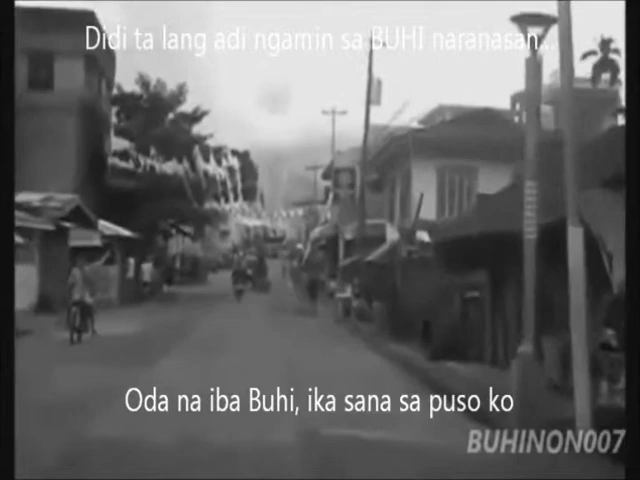 Didi ta lang adi ngamin sa BUHI naranasan...
Oda na iba Buhi, ika sana sa puso ko
BUHINON007